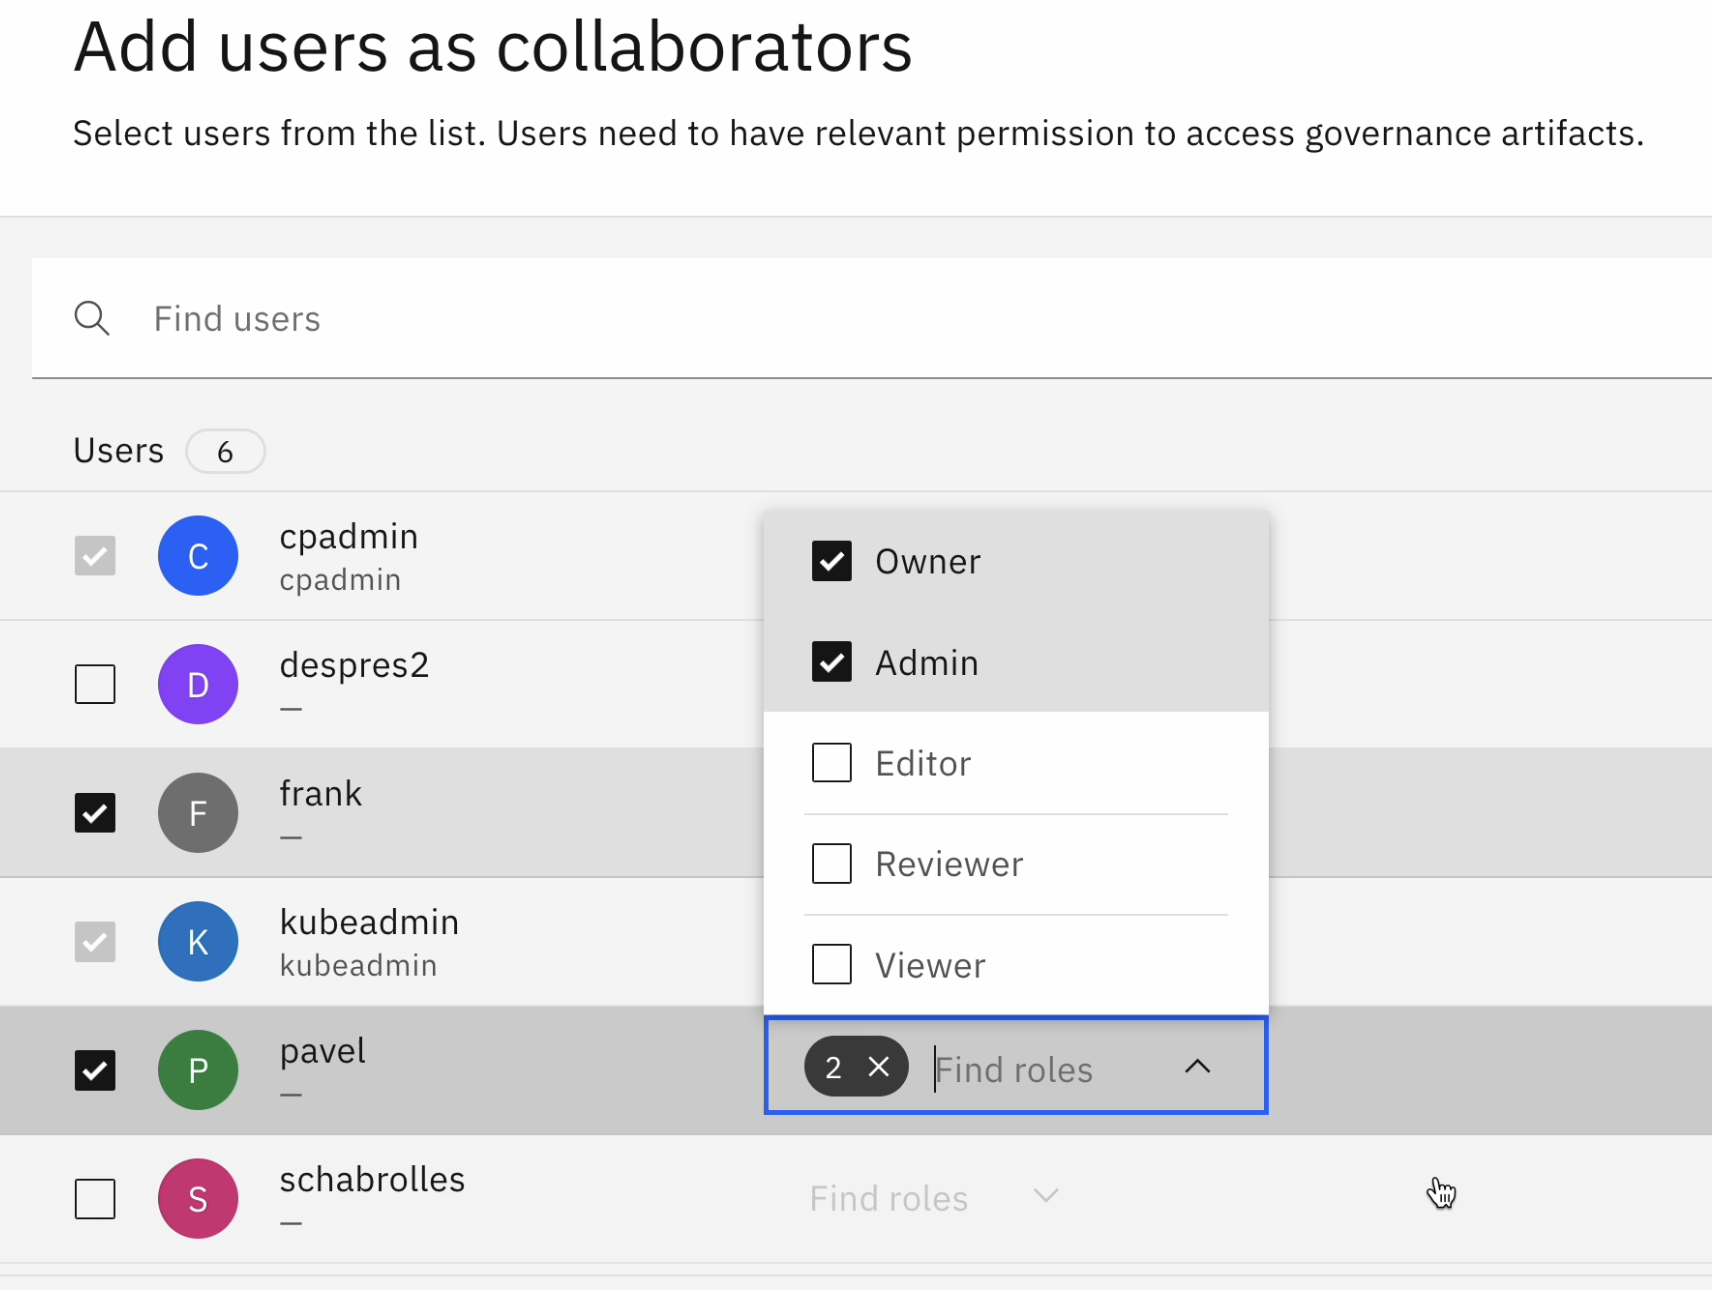 Add users as collaborators
Select users from the list. Users need to have relevant permission to access governance artifacts.
Find users
Users 6
C cpadmin
cpadmin
D despres2
—
F frank
—
K kubeadmin
kubeadmin
P pavel
—
S schabrolles
—
Owner
Admin
Editor
Reviewer
Viewer
2 Find roles
Find roles